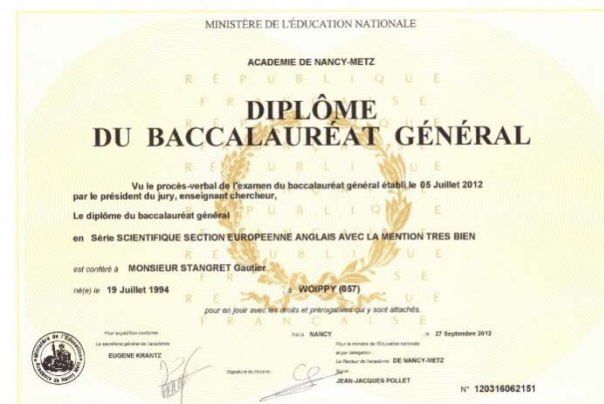 MINISTÈRE DE L'ÉDUCATION NATIONALE
ACADEMIE DE NANCY-METZ
RÉPUBLIQUE
FRANÇAISE
DIPLÔME
DU BACCALAURÉAT GÉNÉRAL
Vu le procès-verbal de l'examen du baccalauréat général établi le 05 Juillet 2012
par le président du jury, enseignant chercheur,
Le diplôme du baccalauréat général
en Série SCIENTIFIQUE SECTION EUROPEENNE ANGLAIS AVEC LA MENTION TRES BIEN
est conféré à MONSIEUR STANGRET Gautier
né(e) le 19 Juillet 1994 à WOIPPY (057)
pour en jouir avec les droits et prérogatives qui y sont attachés.
Pour expédition conforme
Le secrétaire général de l'académie
EUGENE KRANTZ
Fait à NANCY le 27 Septembre 2012
Pour le ministre de l'Education nationale
et par délégation
Le Recteur de l'académie DE NANCY-METZ
Signature du titulaire
JEAN-JACQUES POLLET
N° 120316062151